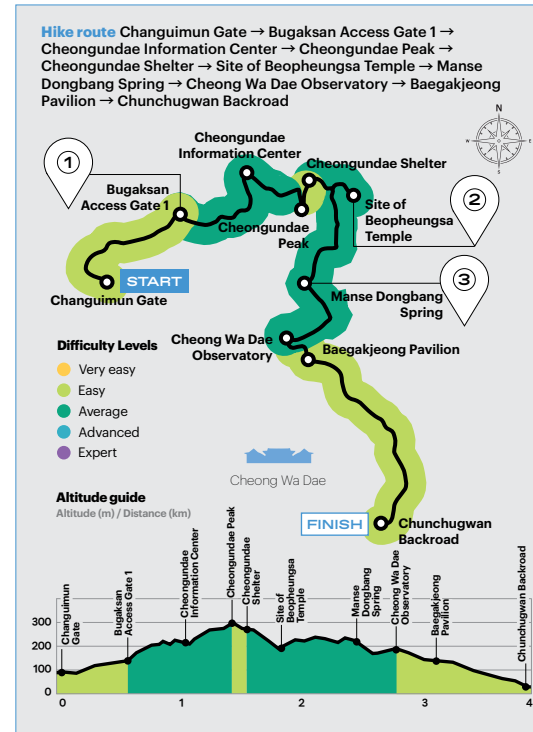 Hike route Changuimun Gate → Bugaksan Access Gate 1 →
Cheongundae Information Center → Cheongundae Peak →
Cheongundae Shelter → Site of Beopheungsa Temple → Manse
Dongbang Spring → Cheong Wa Dae Observatory → Baegakjeong
Pavilion → Chunchugwan Backroad
N
W
E
S
1
Cheongundae
Information Center
Cheongundae Shelter
Bugaksan
Access Gate 1
2
Site of
Beopheungsa
Temple
Cheongundae
Peak
START
Changuimun Gate
3
Manse Dongbang
Spring
Cheong Wa Dae
Observatory
Baegakjeong Pavilion
Difficulty Levels
Very easy
Easy
Average
Advanced
Expert
Cheong Wa Dae
FINISH
Chunchugwan
Backroad
Altitude guide
Altitude (m) / Distance (km)
Changuimun
Gate
Bugaksan
Access Gate 1
Cheongundae
Information Center
Cheongundae Peak
Cheongundae
Shelter
Site of
Beopheungsa
Temple
Manse
Dongbang
Spring
Cheong Wa Dae
Observatory
Baegakjeong
Pavilion
Chunchugwan Backroad
300
200
100
0
0 1 2 3 4